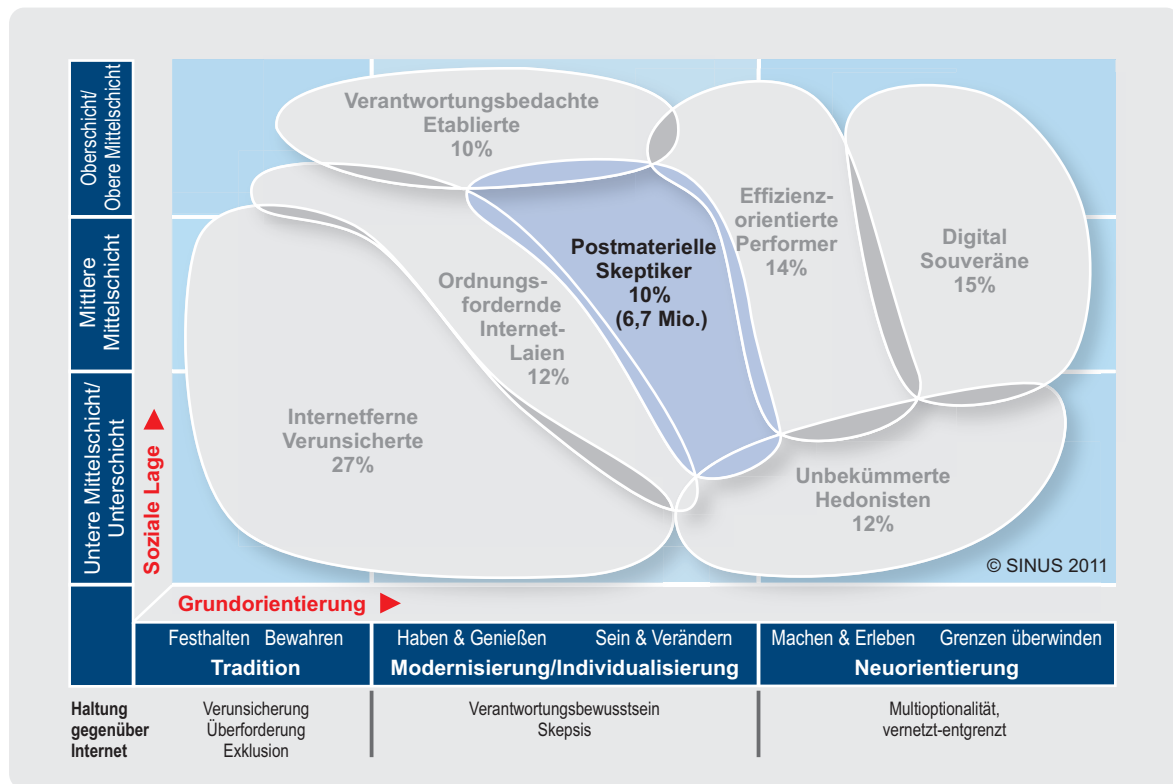 Oberschicht/
Obere Mittelschicht
Mittlere
Mittelschicht
Untere Mittelschicht/
Unterschicht
Soziale Lage
Verantwortungsbedachte
Etablierte
10%
Postmaterielle
Skeptiker
10%
(6,7 Mio.)
Effizienz-
orientierte
Performer
14%
Digital
Souveräne
15%
Ordnungs-
fordernde
Internet-
Laien
12%
Internetferne
Verunsicherte
27%
Unbekümmerte
Hedonisten
12%
© SINUS 2011
Grundorientierung
Festhalten Bewahren
Tradition
Haben & Genießen Sein & Verändern
Modernisierung/Individualisierung
Machen & Erleben Grenzen überwinden
Neuorientierung
Haltung
gegenüber
Internet
Verunsicherung
Überforderung
Exklusion
Verantwortungsbewusstsein
Skepsis
Multioptionalität,
vernetzt-entgrenzt